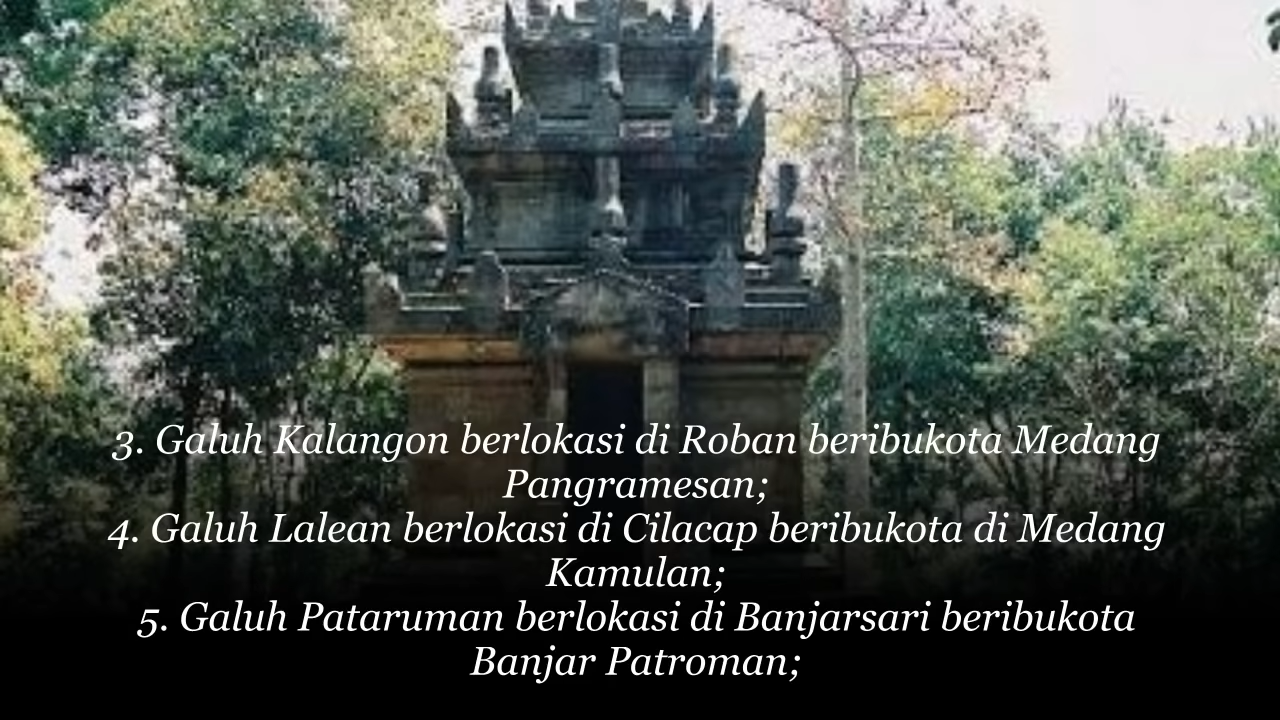 3. Galuh Kalangon berlokasi di Roban beribukota Medang
Pangramesan;
4. Galuh Lalean berlokasi di Cilacap beribukota di Medang
Kamulan;
5. Galuh Pataruman berlokasi di Banjarsari beribukota
Banjar Patroman;